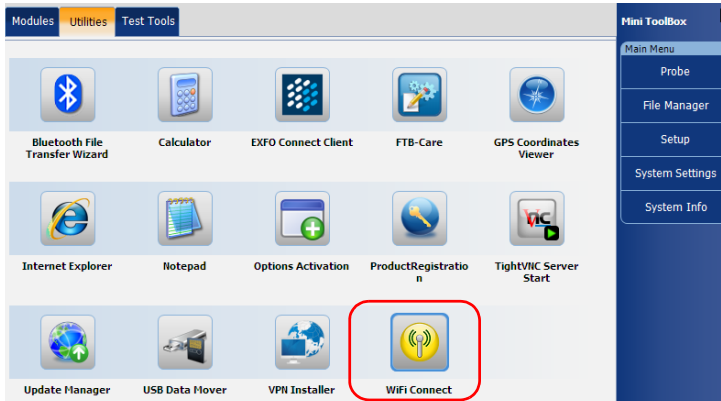 Modules Utilities Test Tools
Mini ToolBox
Main Menu
Probe
File Manager
Setup
System Settings
System Info
Bluetooth File
Transfer Wizard
Calculator
EXFO Connect Client
FTB-Care
GPS Coordinates
Viewer
Internet Explorer
Notepad
Options Activation
ProductRegistratio
n
VNC
TightVNC Server
Start
Update Manager
USB Data Mover
VPN Installer
WiFi Connect